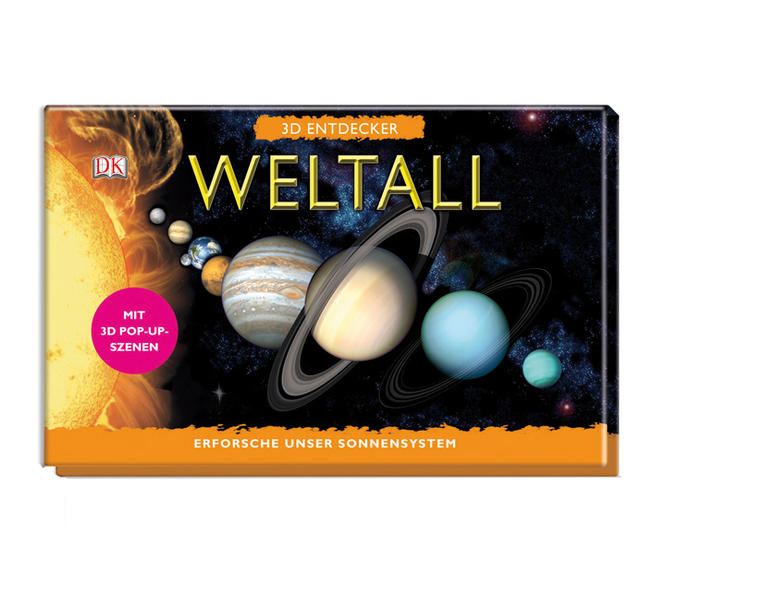 3D ENTDECKER
DK
WELTALL
MIT
3D POP-UP-
SZENEN
ERFORSCHE UNSER SONNENSYSTEM